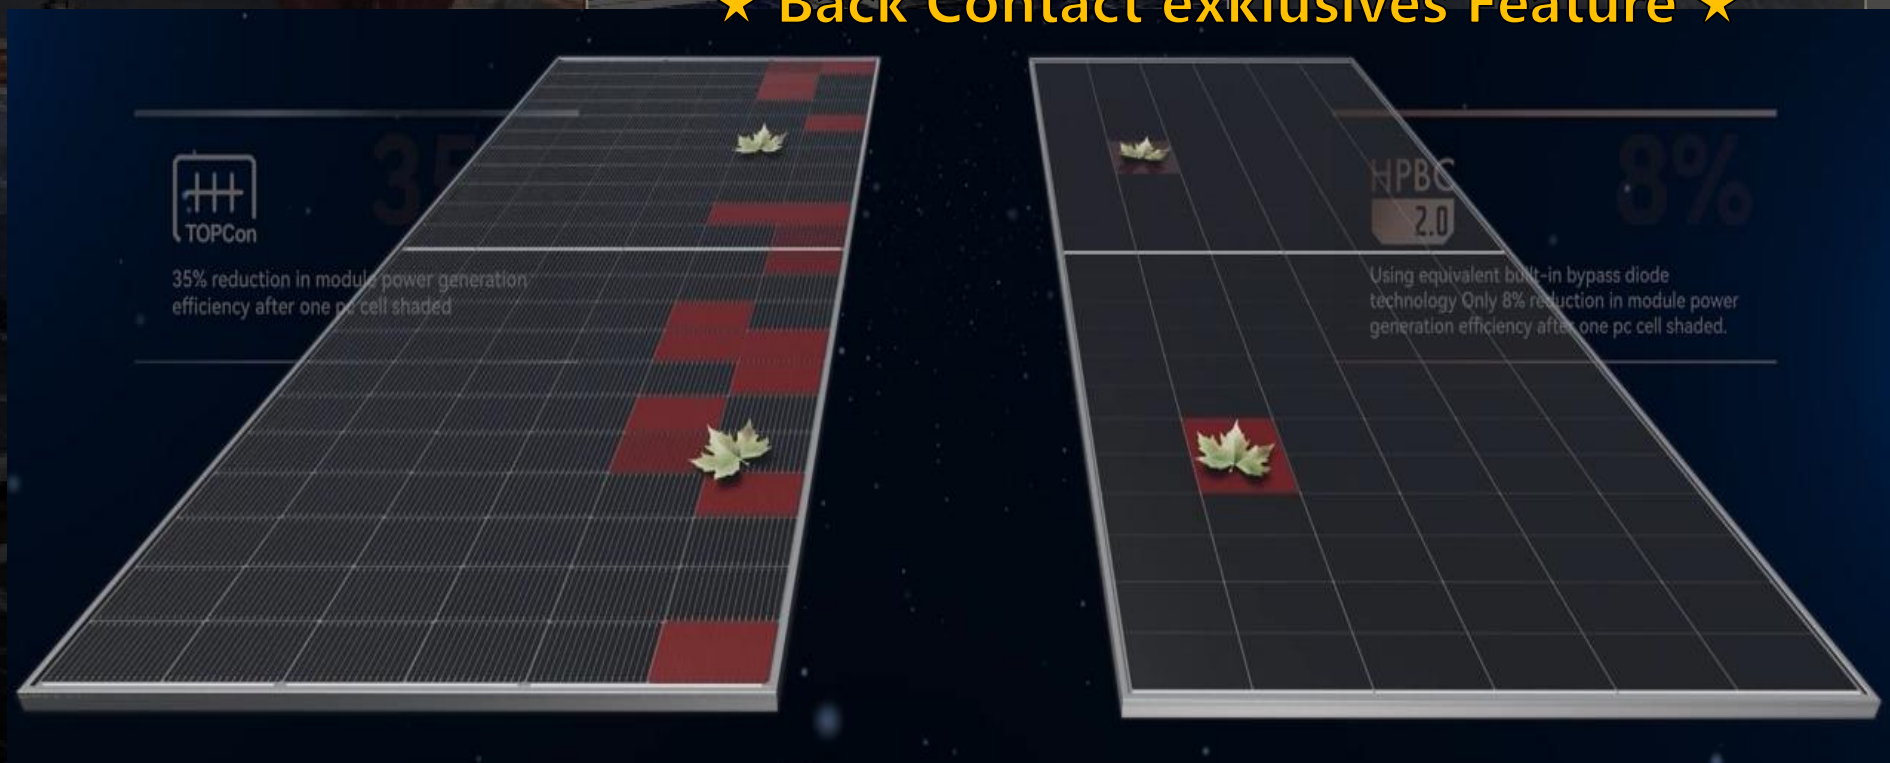 ★ Back Contact exklusives Feature ★
35
TOPCon
35% reduction in module power generation
efficiency after one pc cell shaded
8%
HPBC
2.0
Using equivalent built-in bypass diode
technology Only 8% reduction in module power
generation efficiency after one pc cell shaded.